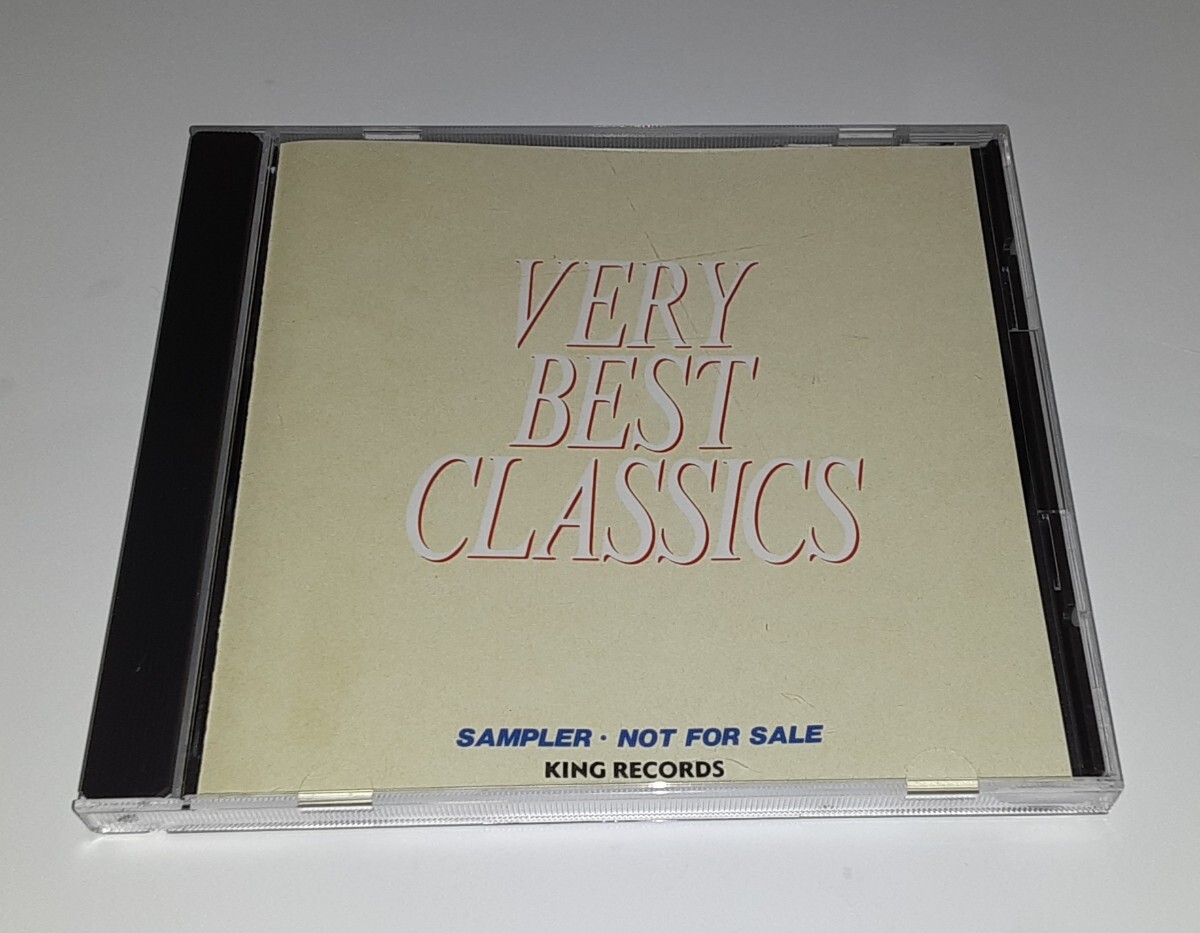 VERY
BEST
CLASSICS
SAMPLER · NOT FOR SALE
KING RECORDS